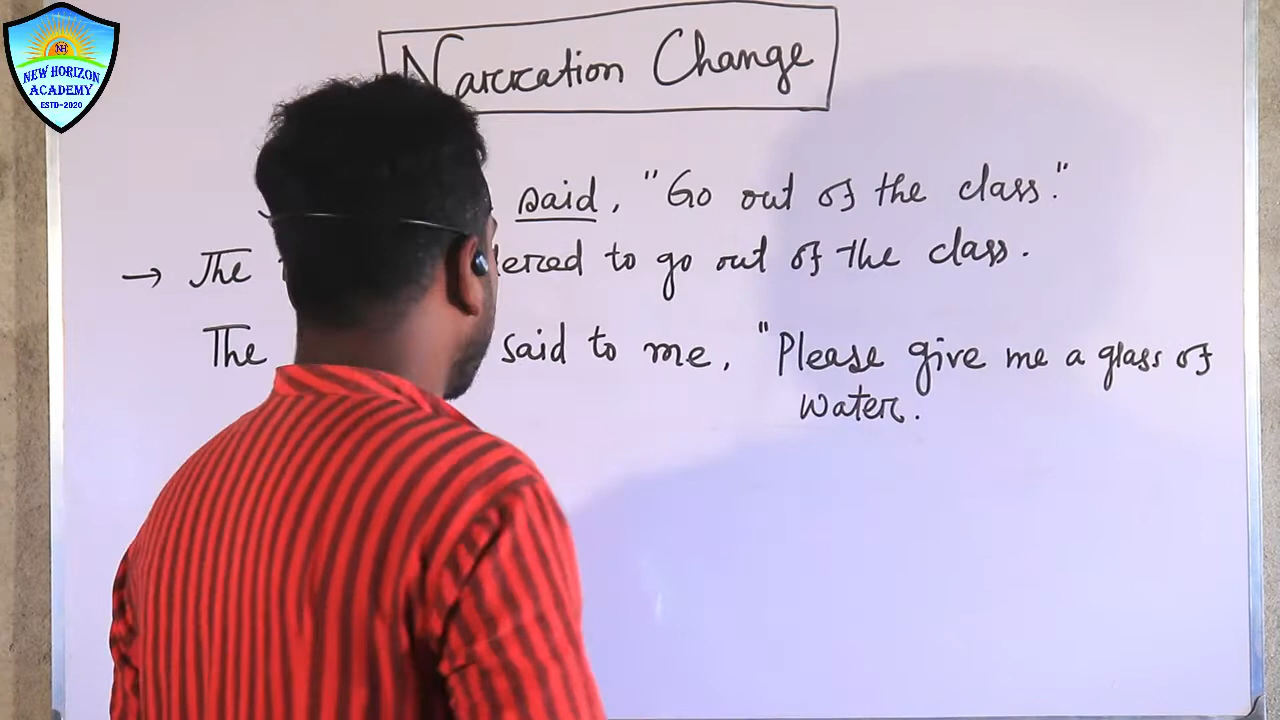 NH
NEW HORIZON
ACADEMY
ESTD-2020
Narration Change
said, "Go out of the class."
→ The to go out of the class.
The said to me, "Please give me a glass of
water.